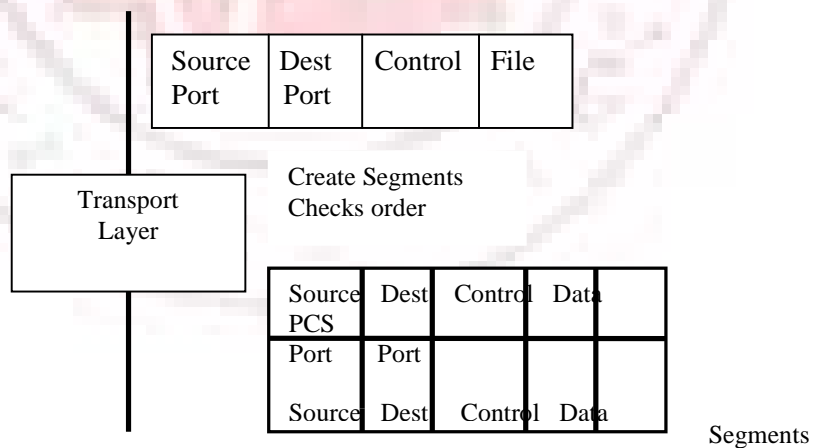 Source Dest Control File
Port Port
Create Segments
Checks order
Transport
Layer
Source Dest Control Data
PCS
Port Port
Source Dest Control Data
Segments